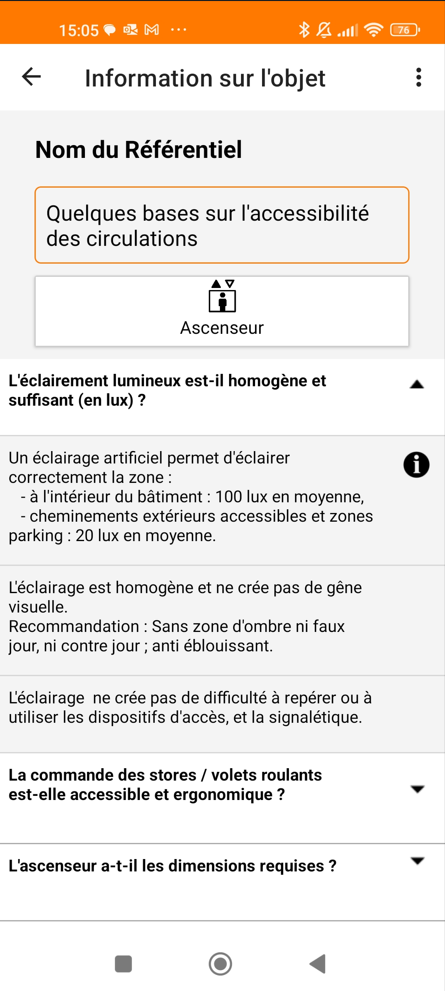 15:05
76
Information sur l'objet
Nom du Référentiel
Quelques bases sur l'accessibilité
des circulations
Ascenseur
L'éclairement lumineux est-il homogène et
suffisant (en lux) ?
Un éclairage artificiel permet d'éclairer
correctement la zone :
- à l'intérieur du bâtiment : 100 lux en moyenne,
- cheminements extérieurs accessibles et zones
parking : 20 lux en moyenne.
L'éclairage est homogène et ne crée pas de gêne
visuelle.
Recommandation : Sans zone d'ombre ni faux
jour, ni contre jour ; anti éblouissant.
L'éclairage  ne crée pas de difficulté à repérer ou à
utiliser les dispositifs d'accès, et la signalétique.
La commande des stores / volets roulants
est-elle accessible et ergonomique ?
L'ascenseur a-t-il les dimensions requises ?